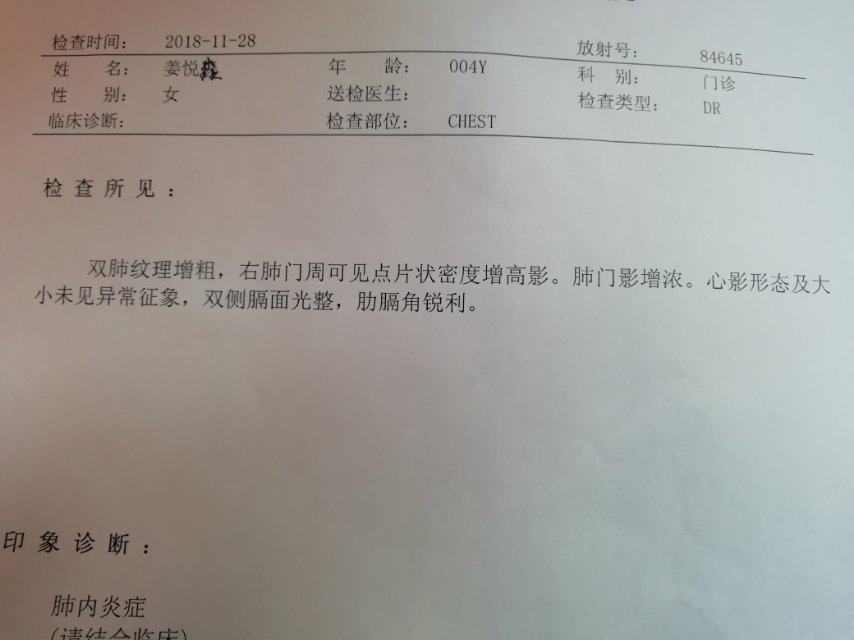 检查时间： 2018-11-28 放射号： 84645
姓 名： 姜悦 年 龄： 004Y 科 别： 门诊
性 别： 女 送检医生： 检查类型： DR
临床诊断： 检查部位： CHEST
检 查 所 见 ：
双肺纹理增粗，右肺门周可见点片状密度增高影。肺门影增浓。心影形态及大
小未见异常征象，双侧膈面光整，肋膈角锐利。
印 象 诊 断 ：
肺内炎症
(请结合临床)